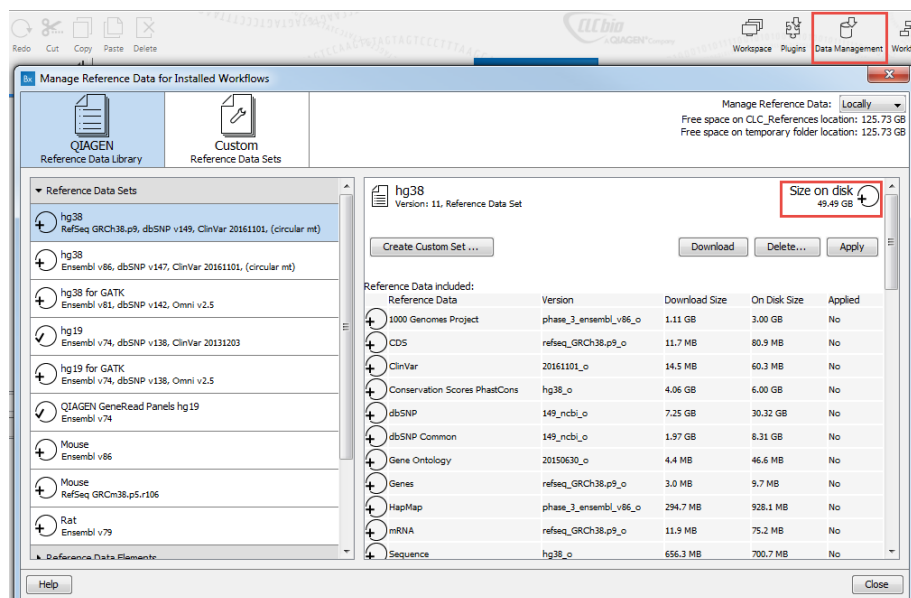 CLCbio
A QIAGEN Company
Redo Cut Copy Paste Delete
Workspace Plugins Data Management
Bx Manage Reference Data for Installed Workflows
QIAGEN
Reference Data Library
Custom
Reference Data Sets
Manage Reference Data: Locally
Free space on CLC_References location: 125.73 GB
Free space on temporary folder location: 125.73 GB
Reference Data Sets
hg38
RefSeq GRCh38.p9, dbSNP v149, ClinVar 20161101, (circular mt)
hg38
Ensembl v86, dbSNP v147, ClinVar 20161101, (circular mt)
hg38 for GATK
Ensembl v81, dbSNP v142, Omni v2.5
hg19
Ensembl v74, dbSNP v138, ClinVar 20131203
hg19 for GATK
Ensembl v74, dbSNP v138, Omni v2.5
QIAGEN GeneRead Panels hg19
Ensembl v74
Mouse
Ensembl v86
Mouse
RefSeq GRCm38.p5.r106
Rat
Ensembl v79
Reference Data Elements
hg38
Version: 11, Reference Data Set
Size on disk
49.49 GB
Create Custom Set ... Download Delete... Apply
Reference Data included:
Reference Data Version Download Size On Disk Size Applied
1000 Genomes Project phase_3_ensembl_v86_o 1.11 GB 3.00 GB No
CDS refseq_GRCh38.p9_o 11.7 MB 80.9 MB No
ClinVar 20161101_o 14.5 MB 60.3 MB No
Conservation Scores PhastCons hg38_o 4.06 GB 6.00 GB No
dbSNP 149_ncbi_o 7.25 GB 30.32 GB No
dbSNP Common 149_ncbi_o 1.97 GB 8.31 GB No
Gene Ontology 20150630_o 4.4 MB 46.6 MB No
Genes refseq_GRCh38.p9_o 3.0 MB 9.7 MB No
HapMap phase_3_ensembl_v86_o 294.7 MB 928.1 MB No
mRNA refseq_GRCh38.p9_o 11.9 MB 75.2 MB No
Sequence hg38_o 656.3 MB 700.7 MB No
Help Close